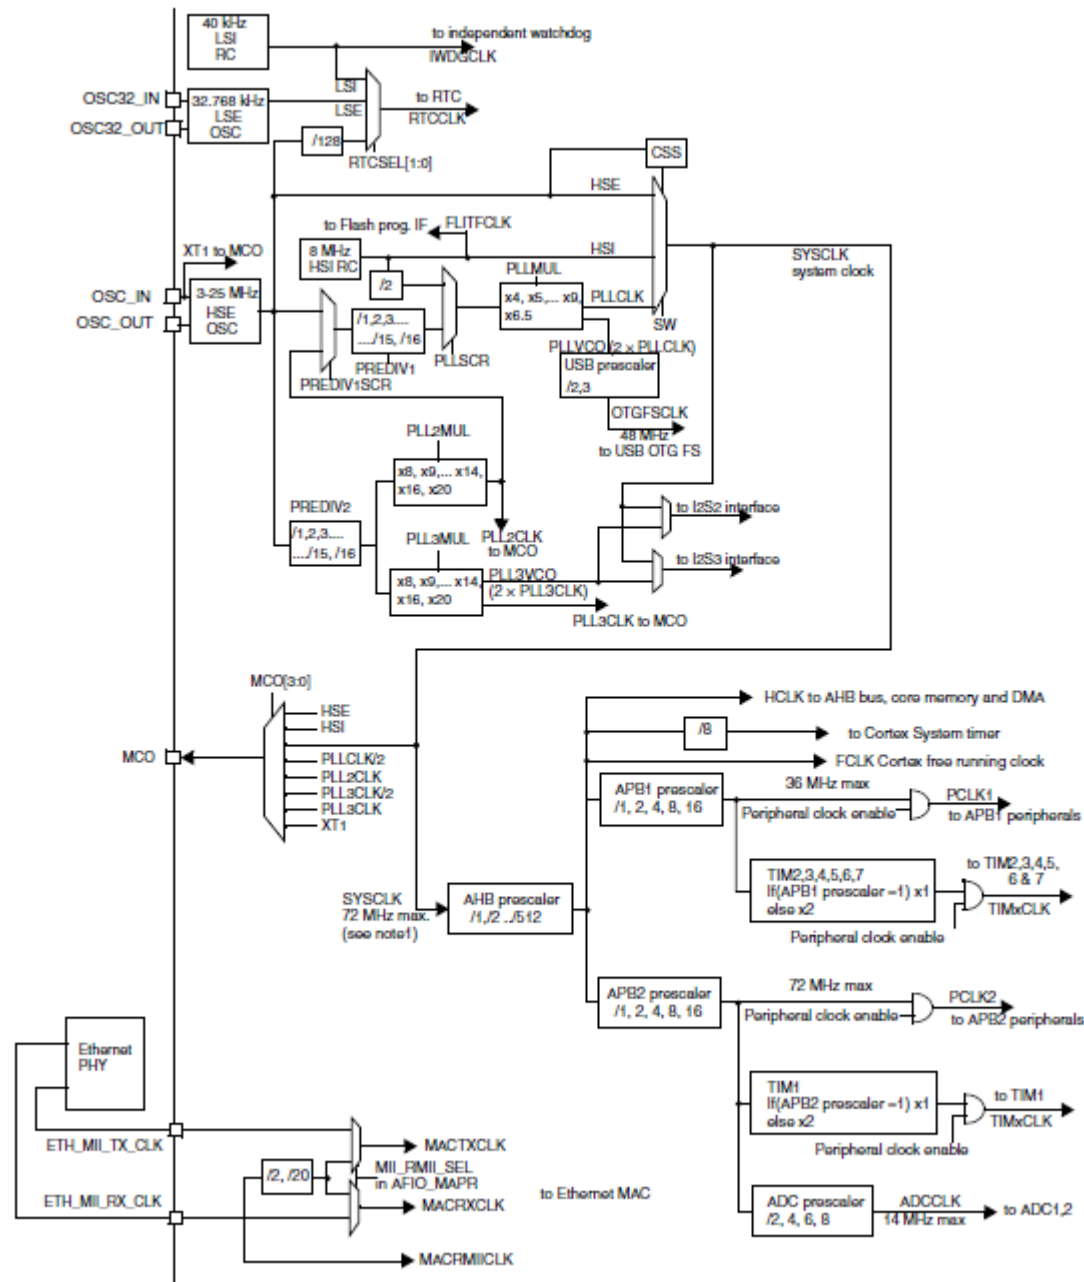 40 kHz
LSI
RC
to independent watchdog
IWDGCLK
OSC32_IN
OSC32_OUT
32.768 kHz
LSE
OSC
LSI
LSE
to RTC
RTCCLK
/128
RTCSEL[1:0]
CSS
HSE
to Flash prog. IF
FLITFCLK
XT1 to MCO
8 MHz
HSI RC
HSI
SYSCLK
system clock
/2
PLLMUL
OSC_IN
OSC_OUT
3-25 MHz
HSE
OSC
x4, x5,... x9,
x6.5
PLLCLK
SW
/1,2,3....
..../15, /16
PLLSCR
PREDIV1
PREDIV1SCR
PLLVCO (2 × PLLCLK)
USB prescaler
/2,3
OTGFSCLK
48 MHz
to USB OTG FS
PLL2MUL
x8, x9,... x14,
x16, x20
PREDIV2
/1,2,3....
..../15, /16
PLL2CLK
to MCO
to I2S2 interface
PLL3MUL
x8, x9,... x14,
x16, x20
PLL3VCO
(2 × PLL3CLK)
to I2S3 interface
PLL3CLK to MCO
MCO[3:0]
HSE
HSI
MCO
PLLCLK/2
PLL2CLK
PLL3CLK/2
PLL3CLK
XT1
HCLK to AHB bus, core memory and DMA
/8
to Cortex System timer
FCLK Cortex free running clock
APB1 prescaler
/1, 2, 4, 8, 16
36 MHz max
Peripheral clock enable
PCLK1
to APB1 peripherals
TIM2,3,4,5,6,7
If(APB1 prescaler =1) x1
else x2
to TIM2,3,4,5,
6 & 7
TIMxCLK
Peripheral clock enable
SYSCLK
72 MHz max.
(see note1)
AHB prescaler
/1,/2 ../512
APB2 prescaler
/1, 2, 4, 8, 16
72 MHz max
Peripheral clock enable
PCLK2
to APB2 peripherals
Ethernet
PHY
TIM1
If(APB2 prescaler =1) x1
else x2
to TIM1
TIMxCLK
Peripheral clock enable
ETH_MII_TX_CLK
MACTXCLK
/2, /20
MII_RMII_SEL
in AFIO_MAPR
to Ethernet MAC
ETH_MII_RX_CLK
MACRXCLK
ADC prescaler
/2, 4, 6, 8
ADCCLK
14 MHz max
to ADC1,2
MACRMIICLK